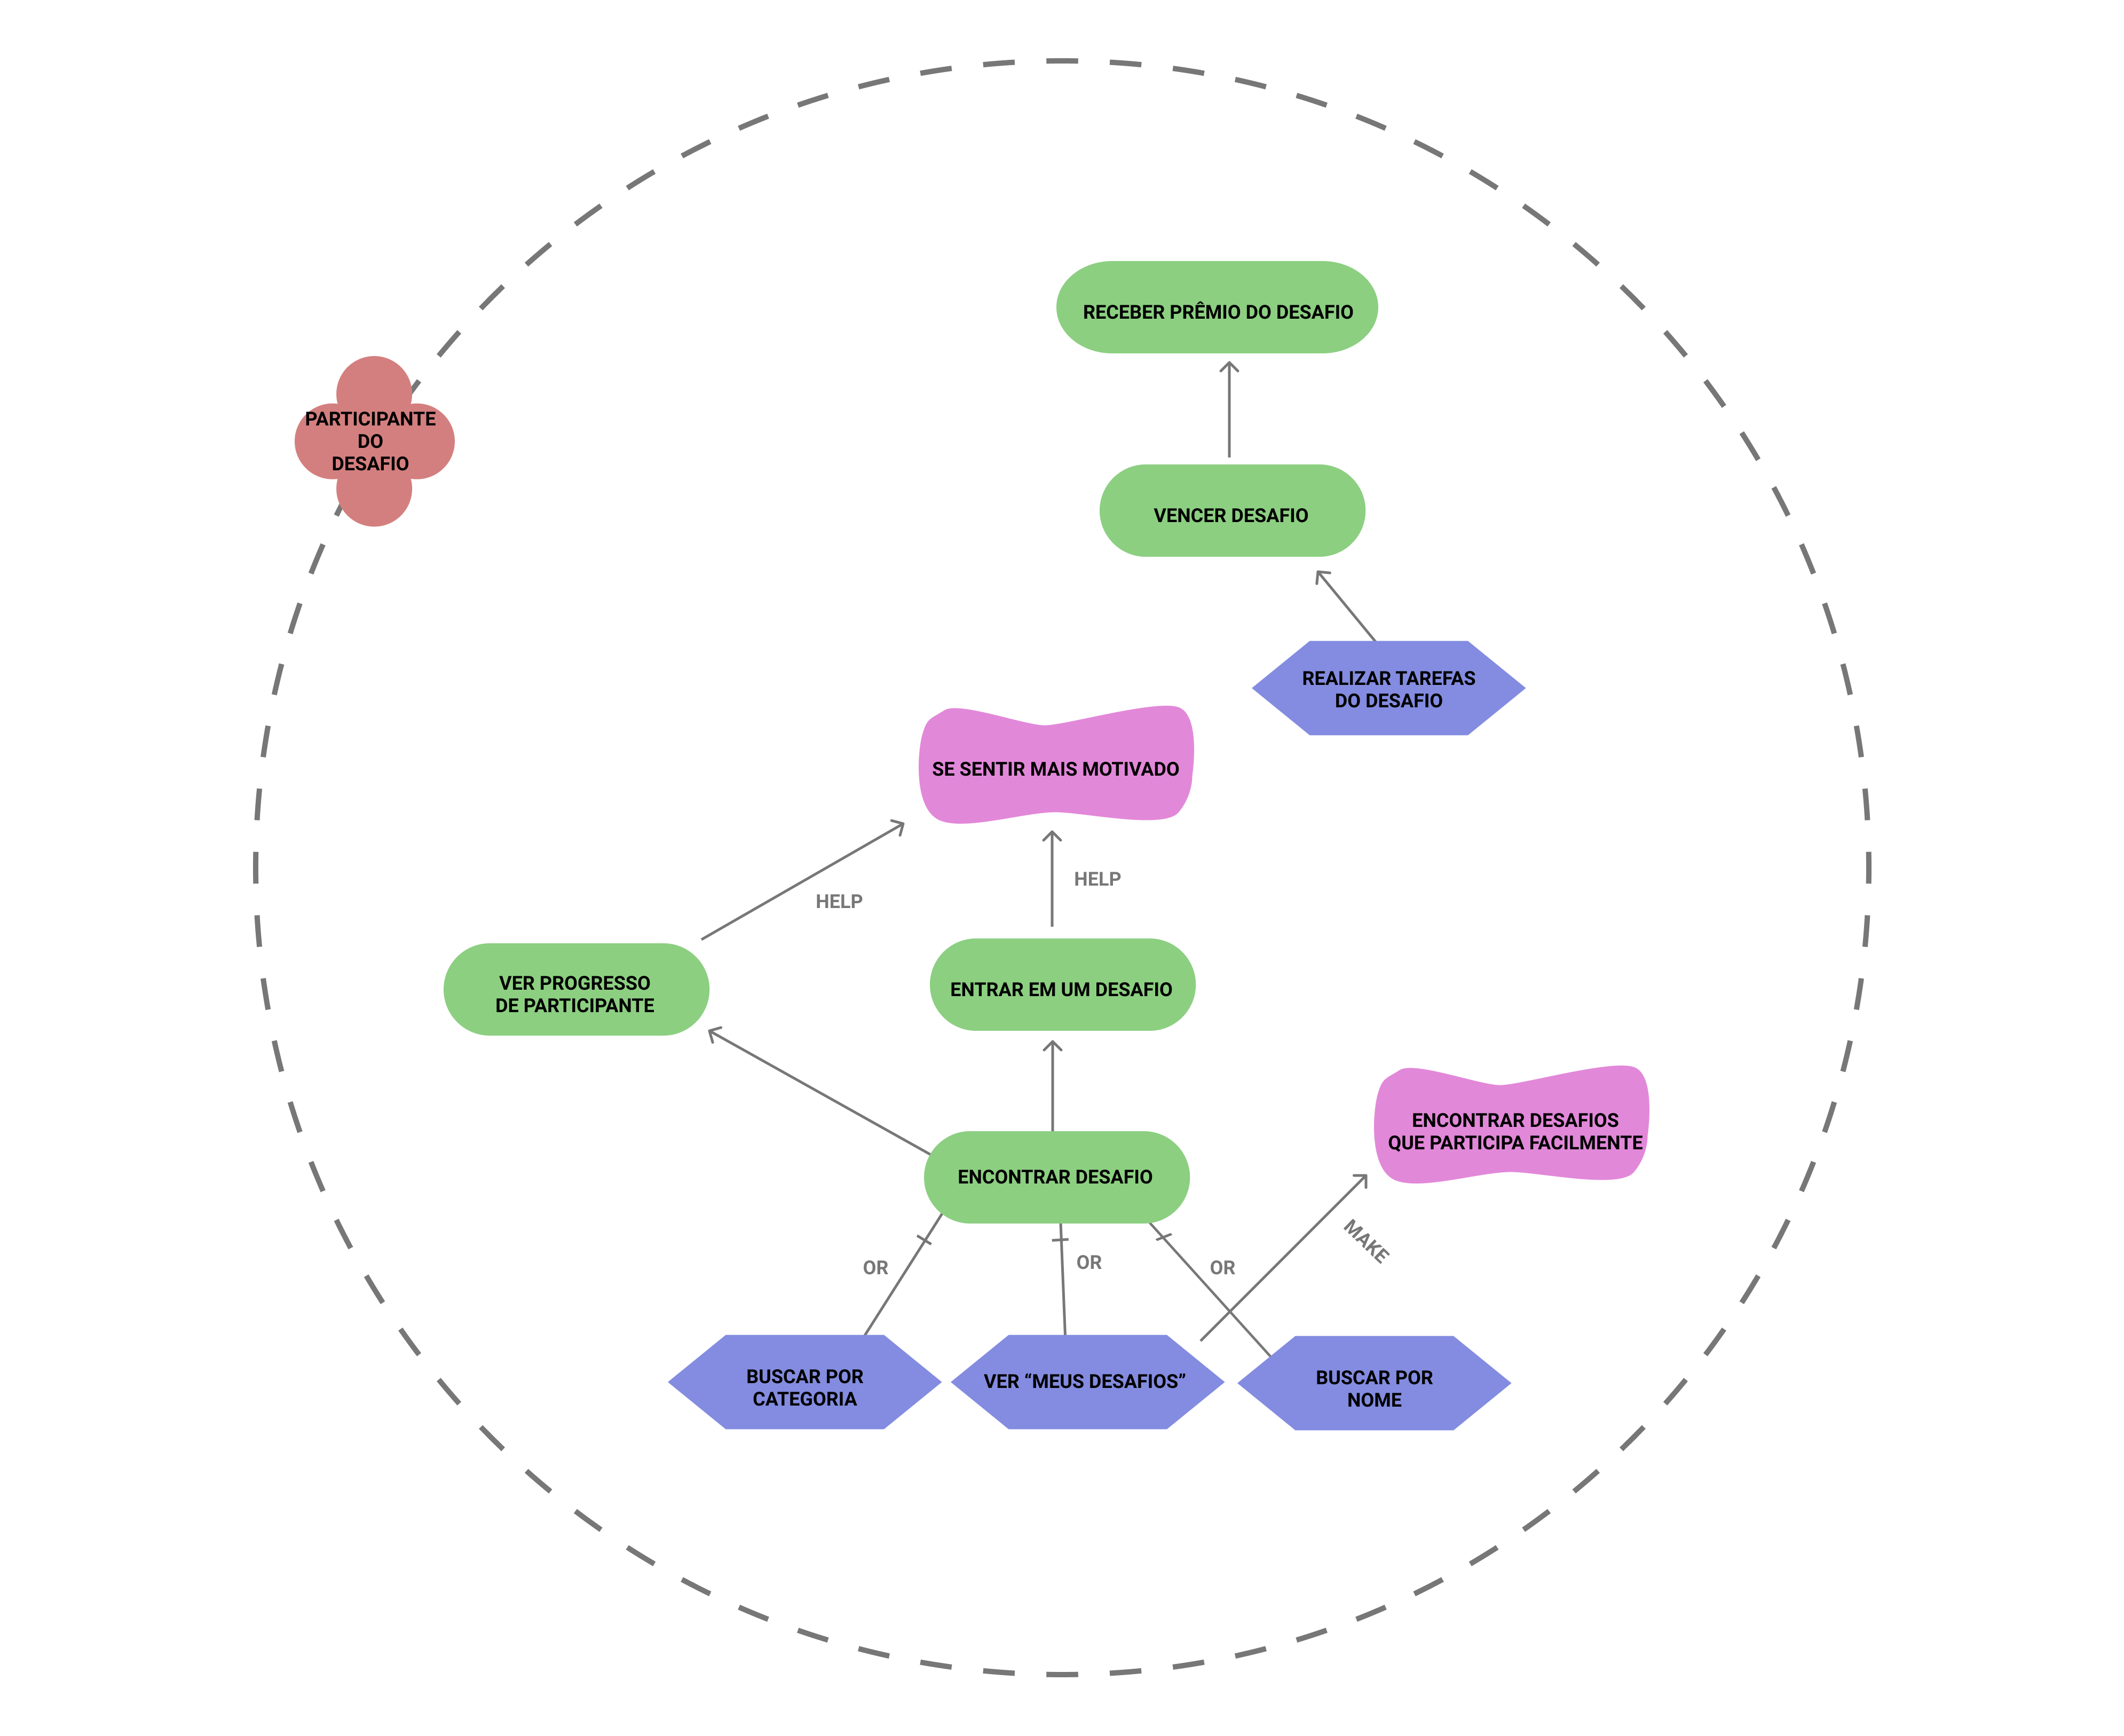 RECEBER PRÊMIO DO DESAFIO
PARTICIPANTE
DO
DESAFIO
VENCER DESAFIO
REALIZAR TAREFAS
DO DESAFIO
SE SENTIR MAIS MOTIVADO
HELP
HELP
VER PROGRESSO
DE PARTICIPANTE
ENTRAR EM UM DESAFIO
ENCONTRAR DESAFIOS
QUE PARTICIPA FACILMENTE
ENCONTRAR DESAFIO
MAKE
OR
OR
OR
BUSCAR POR
CATEGORIA
VER “MEUS DESAFIOS”
BUSCAR POR
NOME